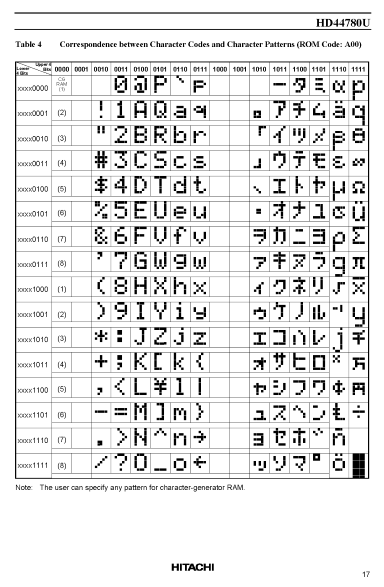 HD44780U
Table 4 Correspondence between Character Codes and Character Patterns (ROM Code: A00)
Upper 4 Bits
Lower 4 Bits
0000 0001 0010 0011 0100 0101 0110 0111 1000 1001 1010 1011 1100 1101 1110 1111
xxxx0000 CG RAM (1) 0 @ P ` p ー タ ミ α p
xxxx0001 (2) ! 1 A Q a q 。 ア チ ム ä q
xxxx0010 (3) " 2 B R b r 「 イ ツ メ β θ
xxxx0011 (4) # 3 C S c s 」 ウ テ モ ε ∞
xxxx0100 (5) $ 4 D T d t 、 エ ト ヤ μ Ω
xxxx0101 (6) % 5 E U e u ・ オ ナ ユ σ ü
xxxx0110 (7) & 6 F V f v ヲ カ ニ ヨ ρ Σ
xxxx0111 (8) ' 7 G W g w ァ キ ヌ ラ g π
xxxx1000 (1) ( 8 H X h x ィ ク ネ リ √ x̄
xxxx1001 (2) ) 9 I Y i y ゥ ケ ノ ル ⁻¹ y
xxxx1010 (3) * : J Z j z ェ コ ハ レ j 千
xxxx1011 (4) + ; K [ k { ォ サ ヒ ロ ˣ 万
xxxx1100 (5) , < L ¥ l | ャ シ フ ワ ¢ 円
xxxx1101 (6) - = M ] m } ュ ス ヘ ン ￡ ÷
xxxx1110 (7) . > N ^ n → ョ セ ホ ゛ ñ
xxxx1111 (8) / ? O _ o ← ッ ソ マ ゜ ö █
Note: The user can specify any pattern for character-generator RAM.
HITACHI
17